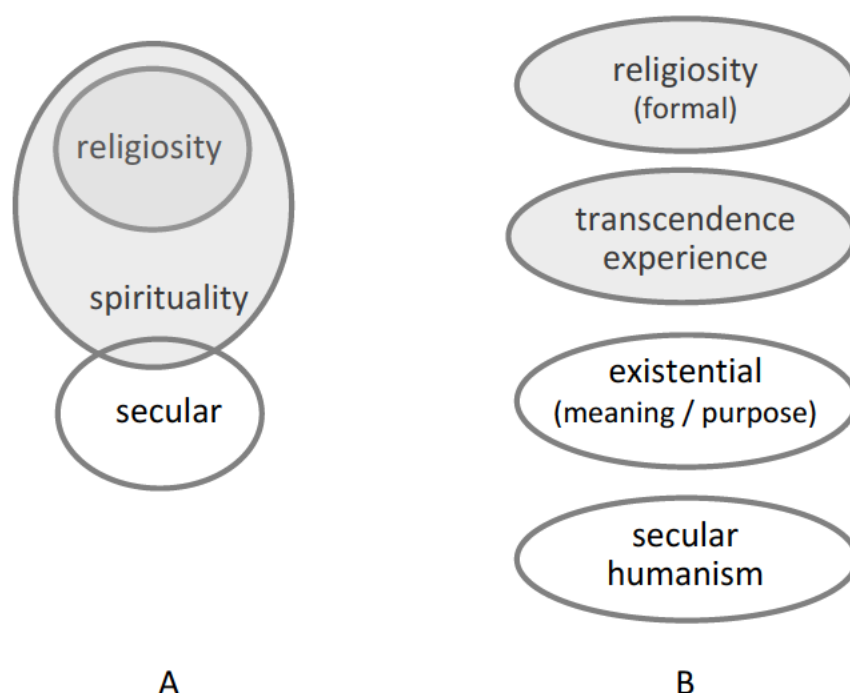 religiosity
spirituality
secular
A
religiosity
(formal)
transcendence
experience
existential
(meaning / purpose)
secular
humanism
B